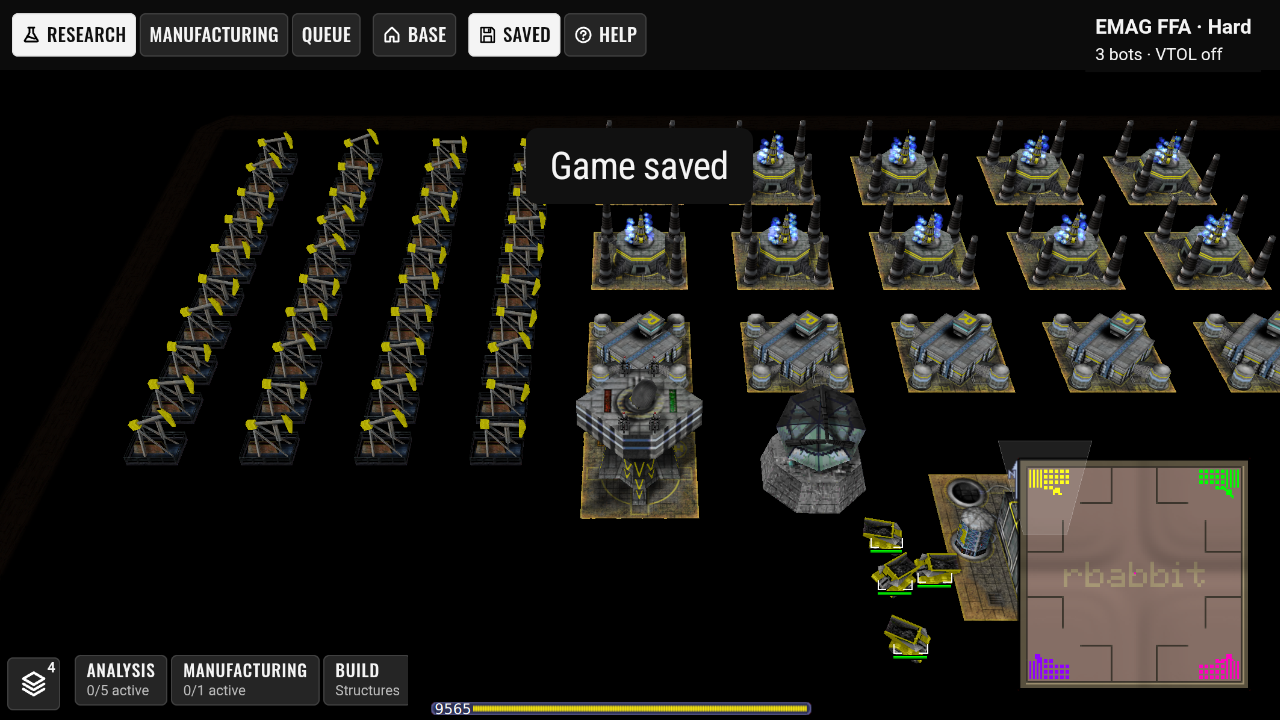 RESEARCH
MANUFACTURING
QUEUE
BASE
SAVED
HELP
EMAG FFA · Hard
3 bots · VTOL off
Game saved
rbabbit
4
ANALYSIS
0/5 active
MANUFACTURING
0/1 active
BUILD
Structures
9565